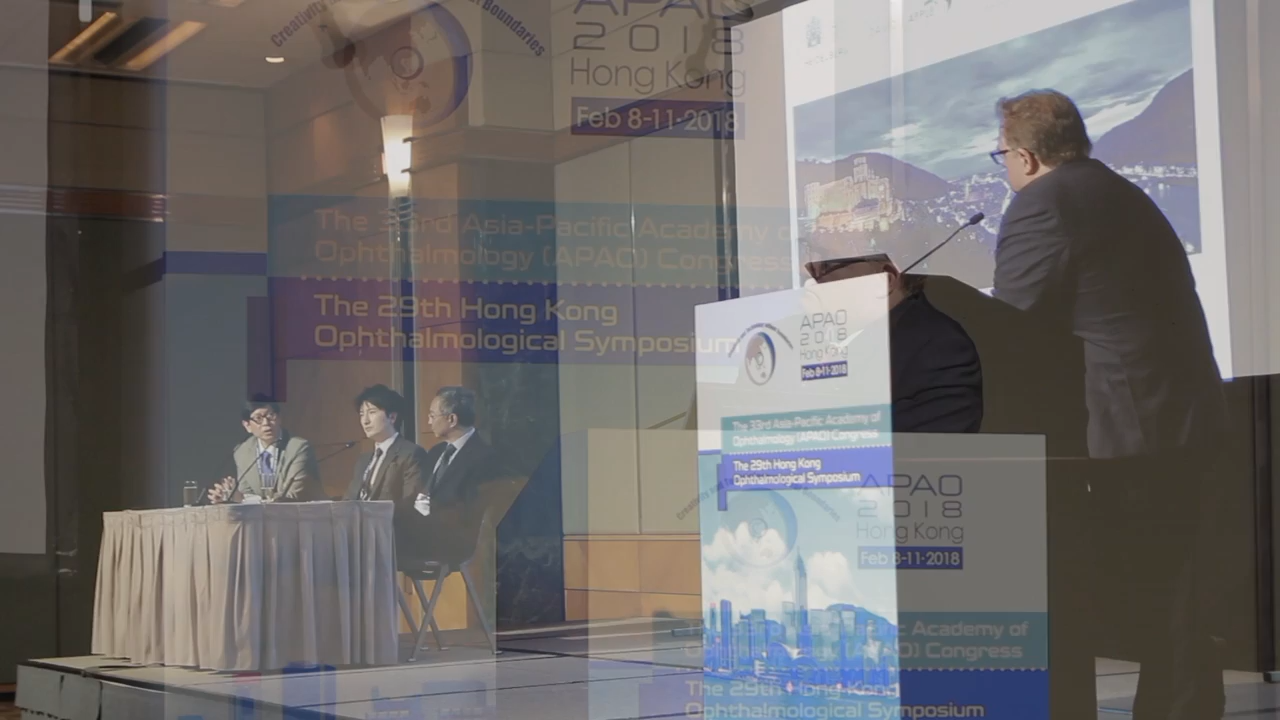 Creativity Boundaries
APAO
2018
Hong Kong
Feb 8-11-2018
The 33rd Asia-Pacific Academy
Ophthalmology (APAO) Congress
The 29th Hong Kong
Ophthalmological Symposium
APAO
2018
Hong Kong
Feb 8-11-2018
The 33rd Asia-Pacific Academy of
Ophthalmology (APAO) Congress
The 29th Hong Kong
Ophthalmological Symposium
Creativity Boundaries
APAO
2018
Hong Kong
Feb 8-11-2018
Academy of
(APAO) Congress
The 29th Hong Kong
Ophthalmological Symposium